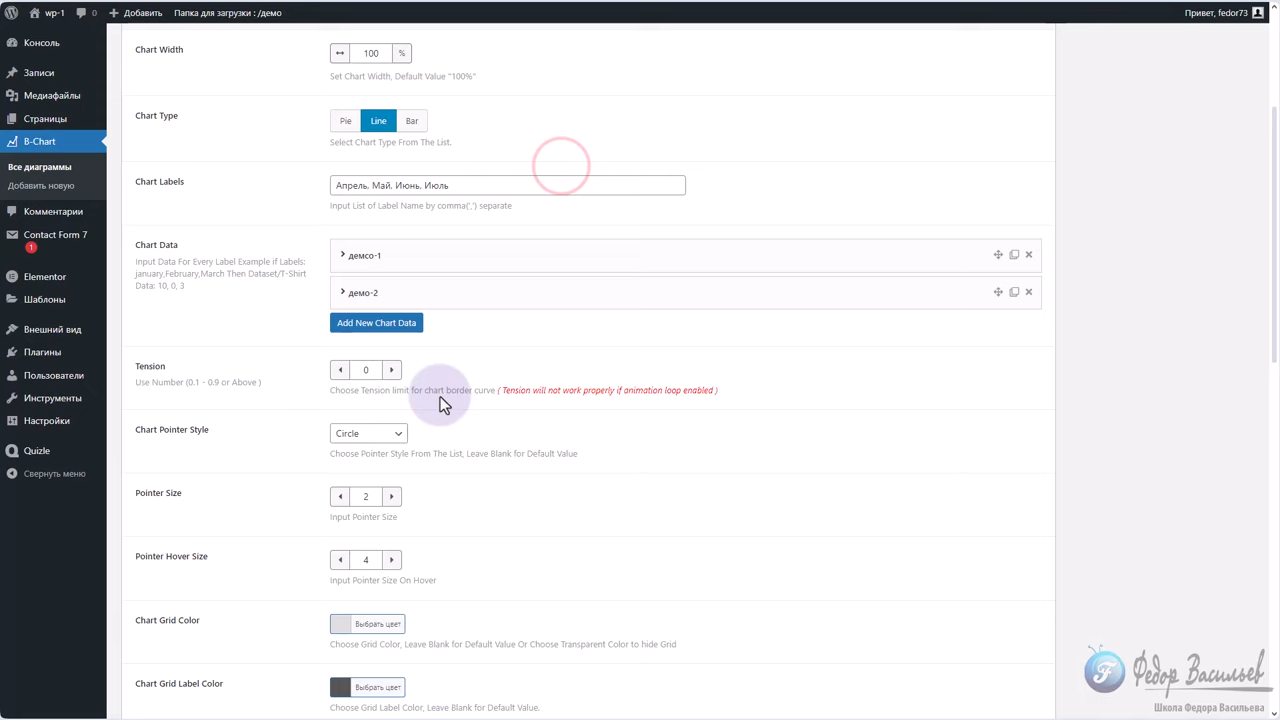 wp-1
0
Добавить
Папка для загрузки : /демо
Привет, fedor73
Консоль
Записи
Медиафайлы
Страницы
B-Chart
Все диаграммы
Добавить новую
Комментарии
Contact Form 7
1
Elementor
Шаблоны
Внешний вид
Плагины
Пользователи
Инструменты
Настройки
Quizle
Свернуть меню
Chart Width
100
%
Set Chart Width, Default Value "100%"
Chart Type
Pie
Line
Bar
Select Chart Type From The List.
Chart Labels
Апрель, Май, Июнь, Июль
Input List of Label Name by comma(',') separate
Chart Data
Input Data For Every Label Example if Labels:
january,February,March Then Dataset/T-Shirt
Data: 10, 0, 3
демсо-1
демо-2
Add New Chart Data
Tension
Use Number (0.1 - 0.9 or Above )
0
Choose Tension limit for chart border curve ( Tension will not work properly if animation loop enabled )
Chart Pointer Style
Circle
Choose Pointer Style From The List, Leave Blank for Default Value
Pointer Size
2
Input Pointer Size
Pointer Hover Size
4
Input Pointer Size On Hover
Chart Grid Color
Выбрать цвет
Choose Grid Color, Leave Blank for Default Value Or Choose Transparent Color to hide Grid
Chart Grid Label Color
Выбрать цвет
Choose Grid Label Color, Leave Blank for Default Value.
F
Федор Васильев
Школа Федора Васильева